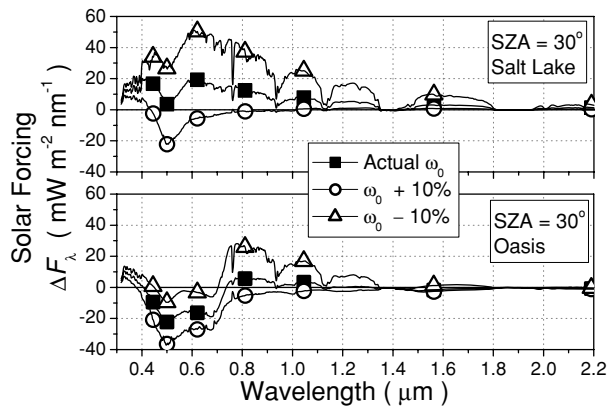 Solar Forcing
ΔF_λ ( mW m⁻² nm⁻¹ )
60
40
20
0
-20
-40
SZA = 30°
Salt Lake
Actual ω₀
ω₀ + 10%
ω₀ − 10%
60
40
20
0
-20
-40
SZA = 30°
Oasis
0.4 0.6 0.8 1.0 1.2 1.4 1.6 1.8 2.0 2.2
Wavelength ( μm )